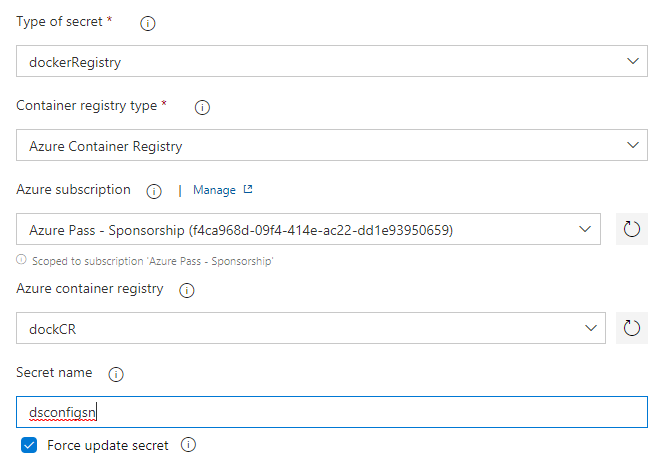 Type of secret *
dockerRegistry
Container registry type *
Azure Container Registry
Azure subscription | Manage
Azure Pass - Sponsorship (f4ca968d-09f4-414e-ac22-dd1e93950659)
Scoped to subscription 'Azure Pass - Sponsorship'
Azure container registry
dockCR
Secret name
dsconfigsn
Force update secret